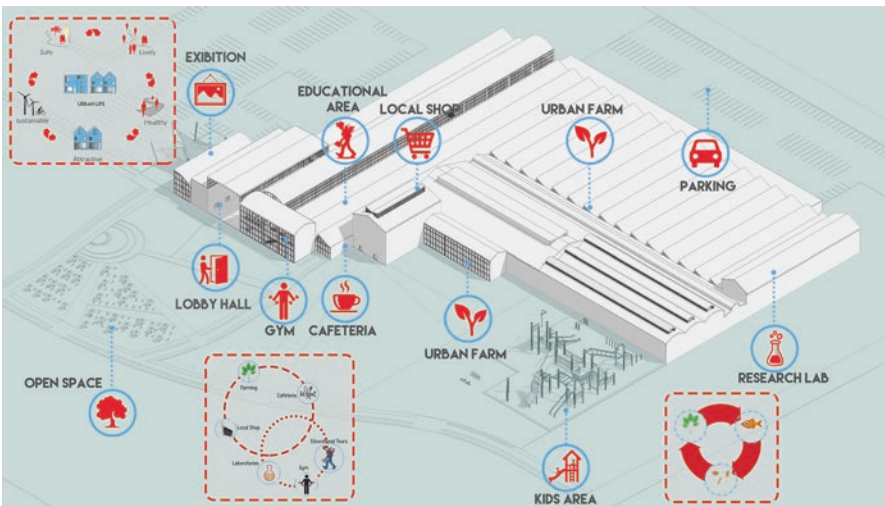 Safe
Lively
URBAN LIFE
sustainable
Healthy
Attractive
EXIBITION
EDUCATIONAL
AREA
LOCAL SHOP
URBAN FARM
PARKING
LOBBY HALL
GYM
CAFETERIA
URBAN FARM
RESEARCH LAB
OPEN SPACE
KIDS AREA
Farming
Cafeteria
Local Shop
Educational Tours
Laboratories
Gym